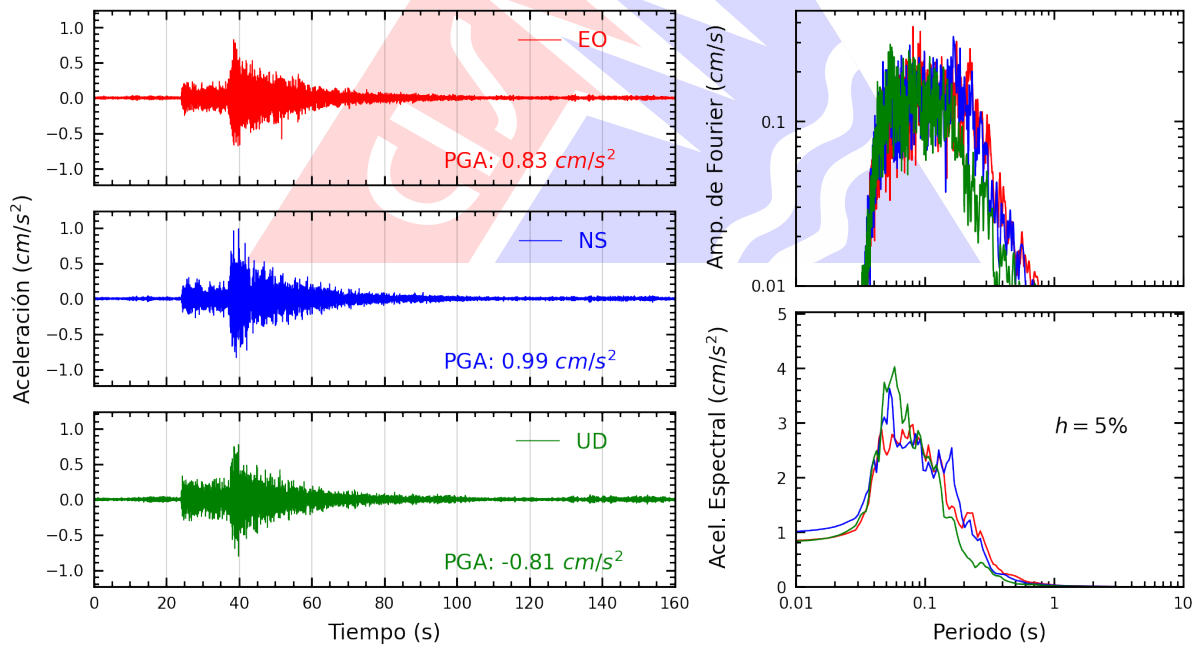 Aceleración (cm/s²)
1.0
0.5
0.0
−0.5
−1.0
EO
PGA: 0.83 cm/s²
1.0
0.5
0.0
−0.5
−1.0
NS
PGA: 0.99 cm/s²
1.0
0.5
0.0
−0.5
−1.0
UD
PGA: -0.81 cm/s²
0 20 40 60 80 100 120 140 160
Tiempo (s)
Amp. de Fourier (cm/s)
0.1
0.01
Acel. Espectral (cm/s²)
5
4
3
2
1
0
h = 5%
0.01 0.1 1 10
Periodo (s)